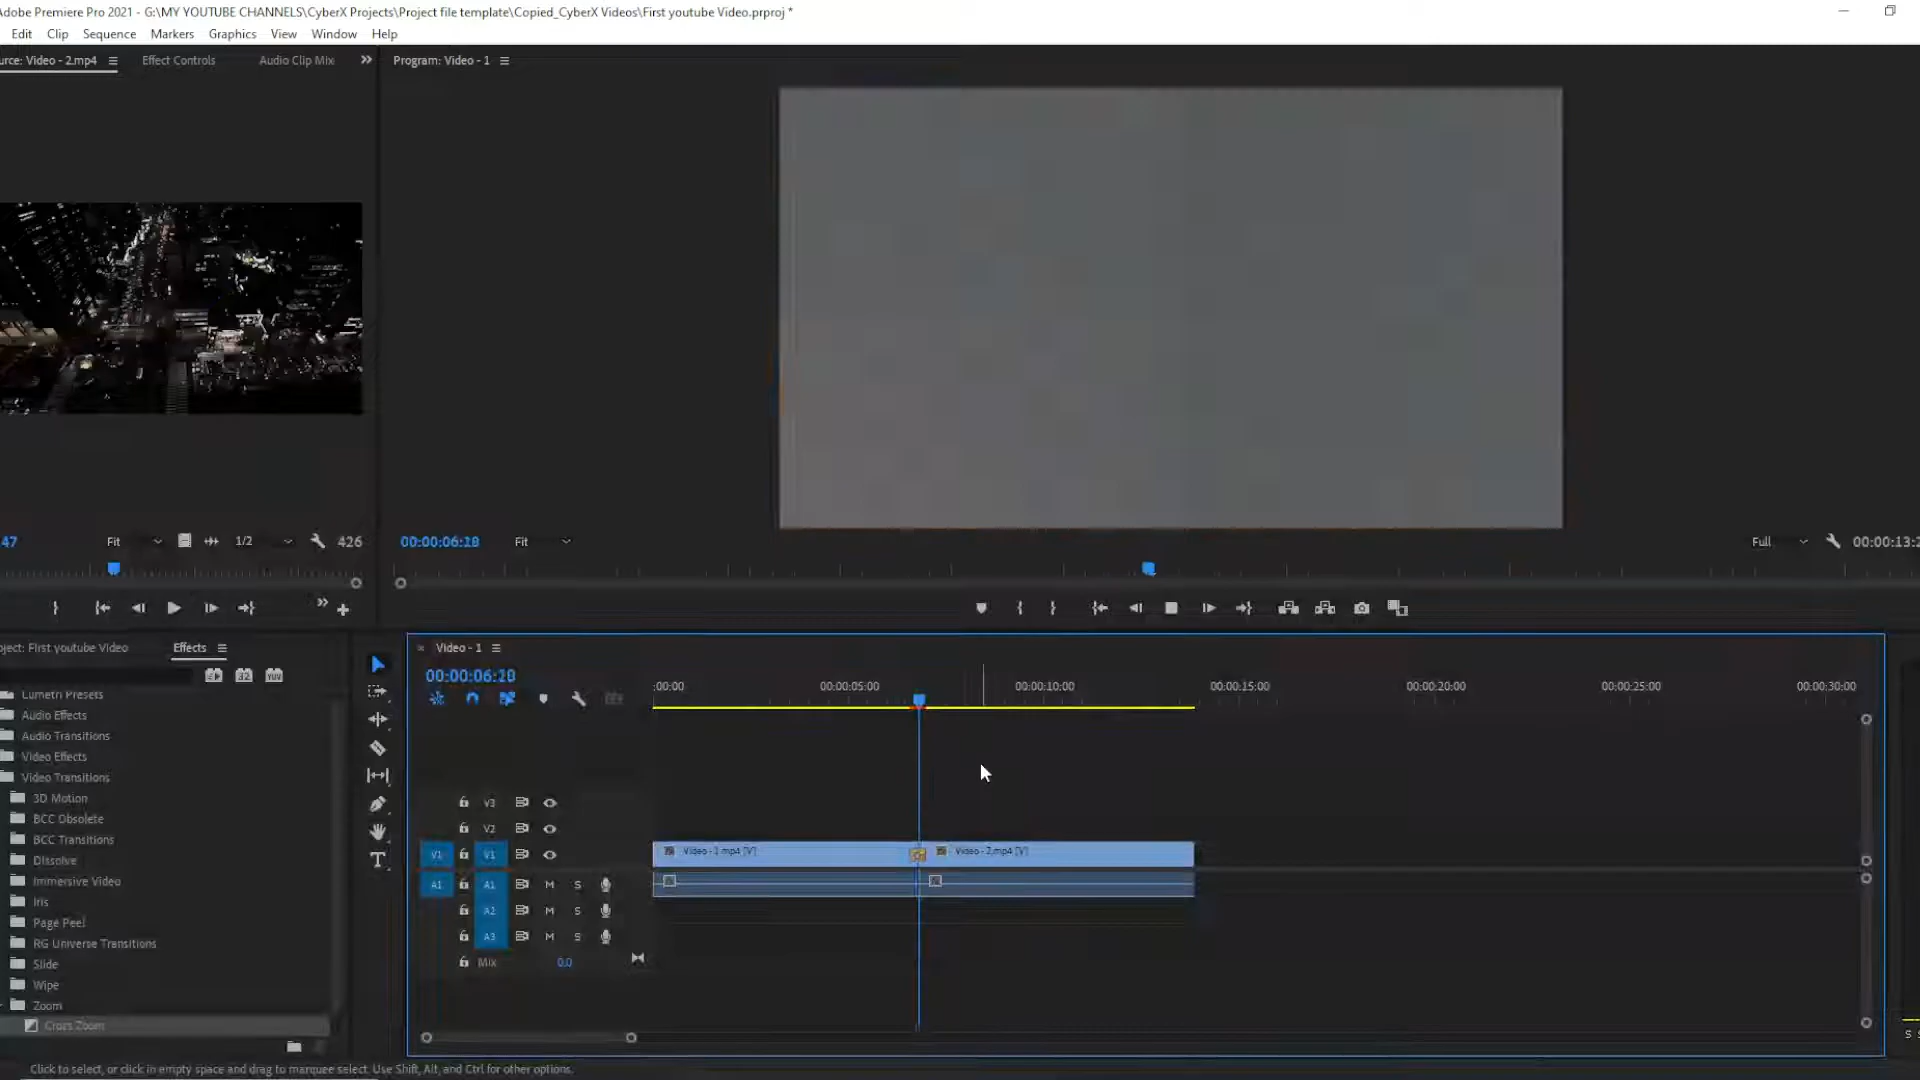 Adobe Premiere Pro 2021 - G:\MY YOUTUBE CHANNELS\CyberX Projects\Project file template\Copied_CyberX Videos\First youtube Video.prproj *
Edit Clip Sequence Markers Graphics View Window Help
urce: Video - 2.mp4 Effect Controls Audio Clip Mix
Program: Video - 1
47 Fit 1/2 426
00:00:06:18 Fit Full 00:00:13:2
oject: First youtube Video Effects
32 YUV
Lumetri Presets
Audio Effects
Audio Transitions
Video Effects
Video Transitions
3D Motion
BCC Obsolete
BCC Transitions
Dissolve
Immersive Video
Iris
Page Peel
RG Universe Transitions
Slide
Wipe
Zoom
Cross Zoom
Video - 1
00:00:06:20
:00:00 00:00:05:00 00:00:10:00 00:00:15:00 00:00:20:00 00:00:25:00 00:00:30:00
V3
V2
V1 V1 Video - 1.mp4 [V] Video - 2.mp4 [V]
A1 A1 M S
A2 M S
A3 M S
Mix 0.0
S S
Click to select, or click in empty space and drag to marquee select. Use Shift, Alt, and Ctrl for other options.